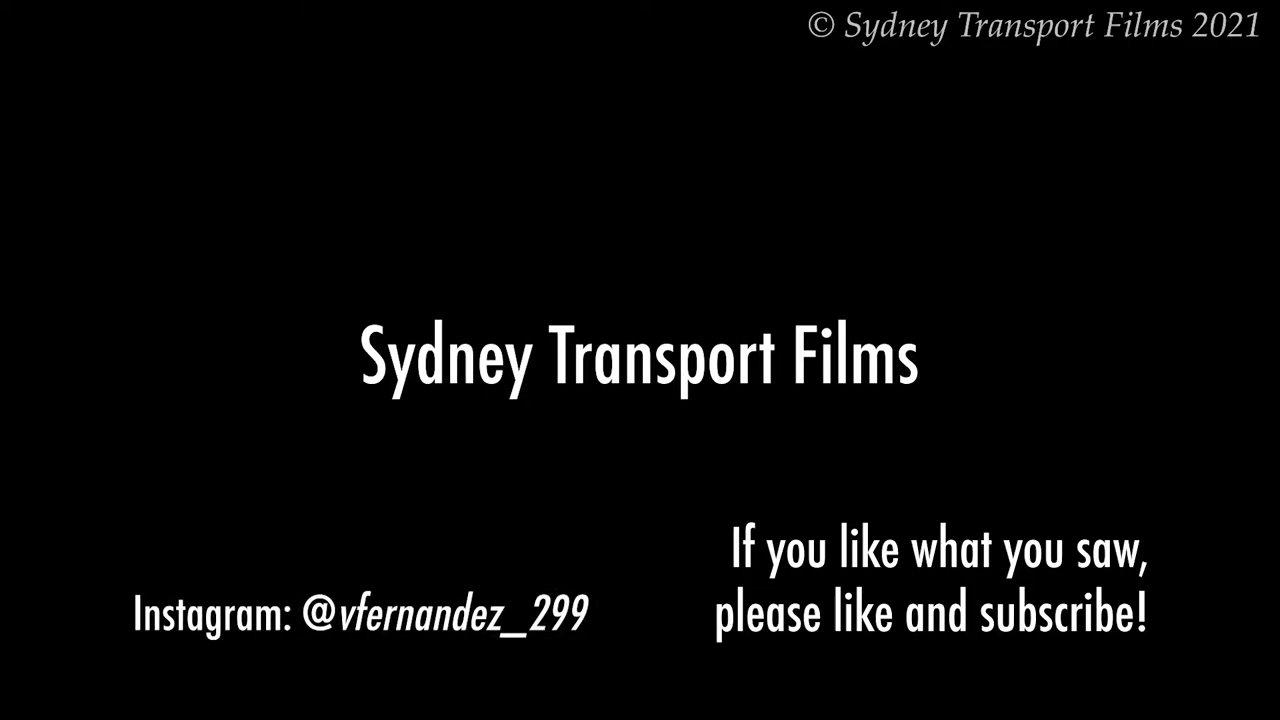 © Sydney Transport Films 2021
Sydney Transport Films
If you like what you saw,
please like and subscribe!
Instagram: @vfernandez_299